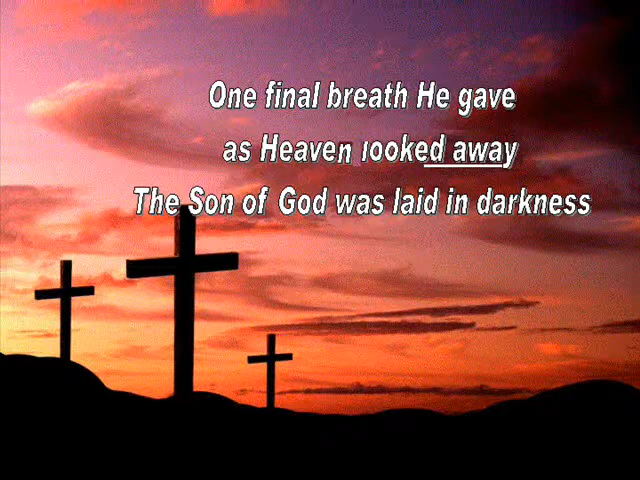 One final breath He gave
as Heaven looked away
The Son of God was laid in darkness